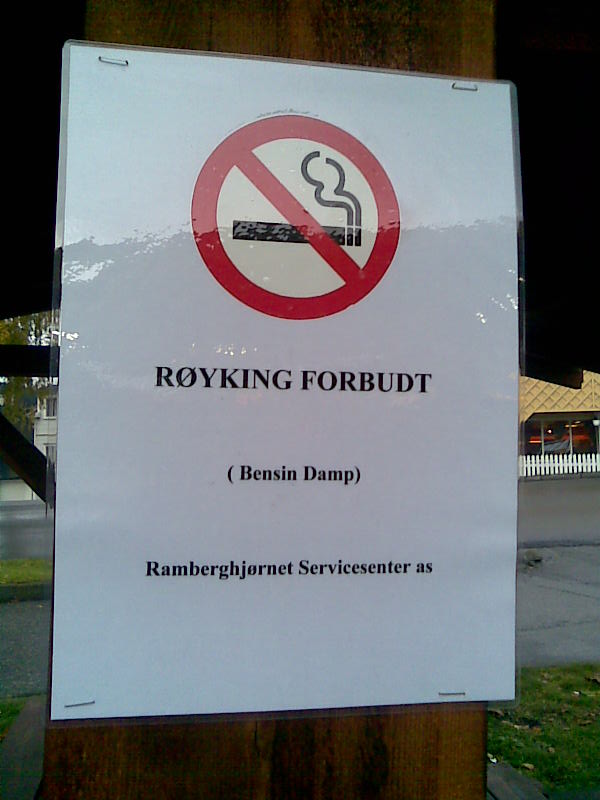 RØYKING FORBUDT
( Bensin Damp)
Ramberghjørnet Servicesenter as